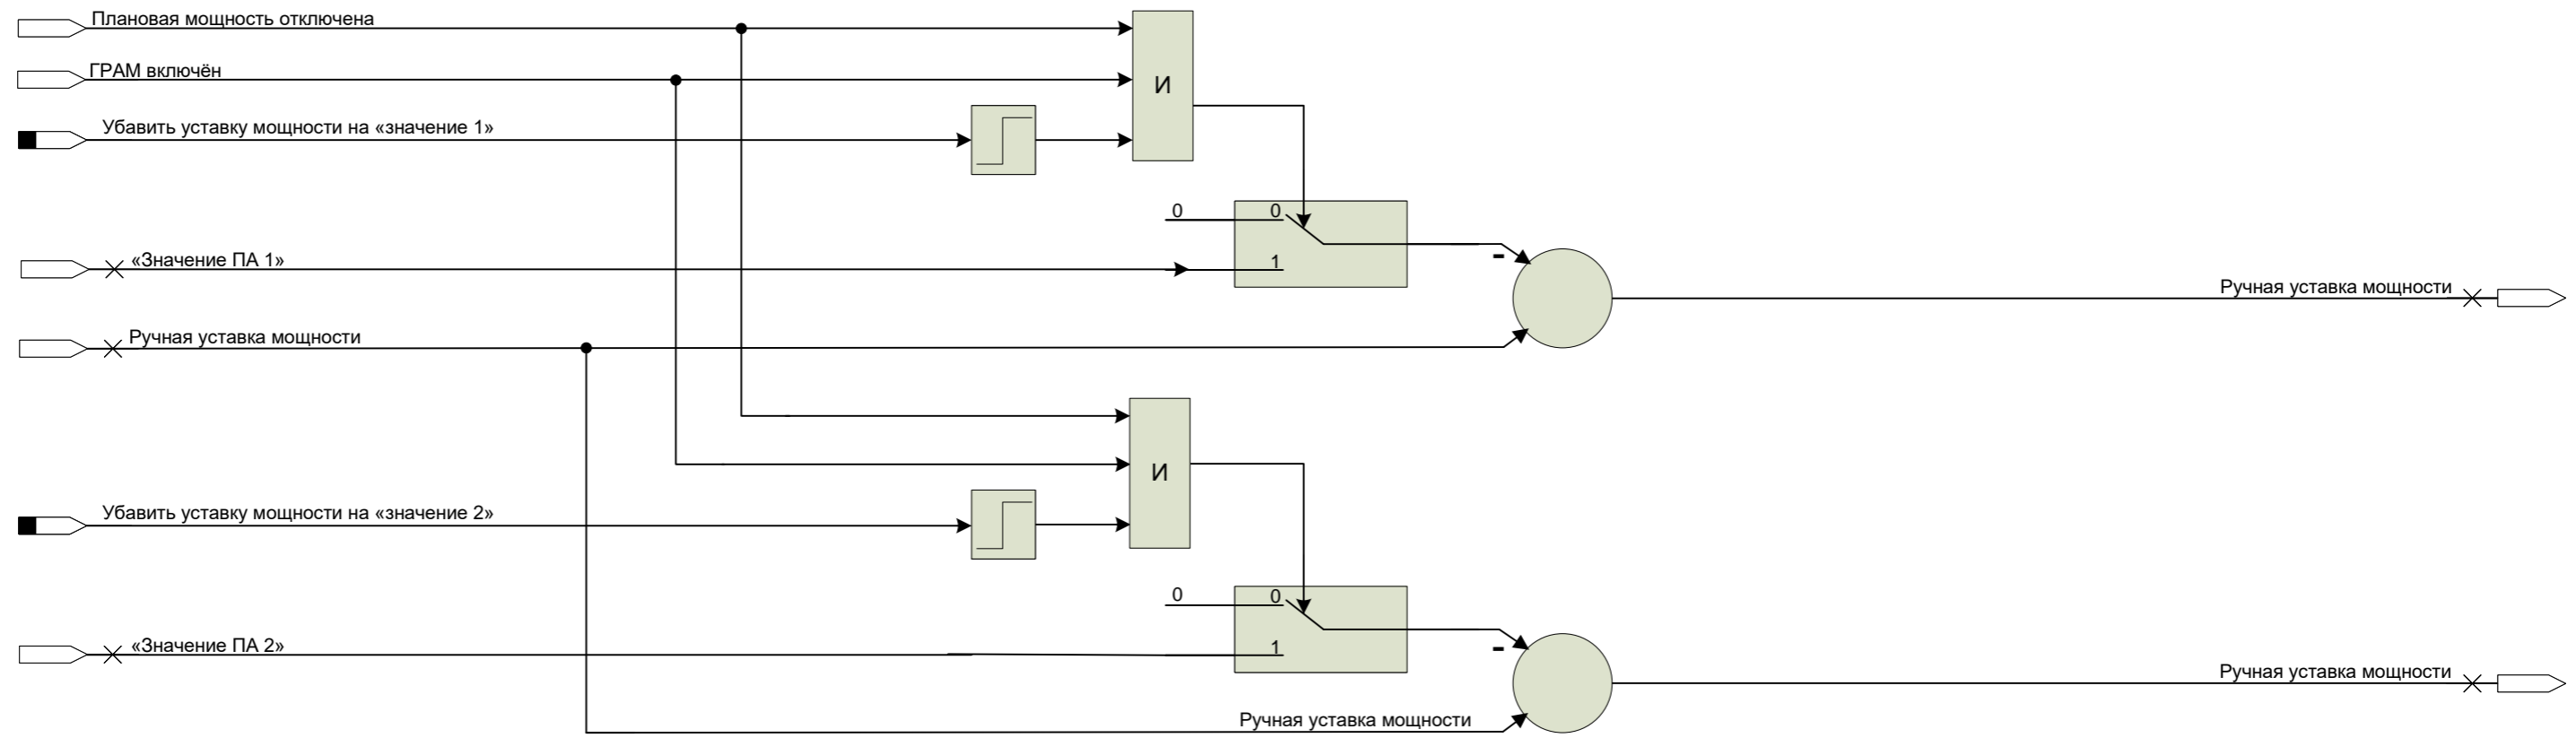 Плановая мощность отключена
ГРАМ включён
И
Убавить уставку мощности на «значение 1»
0
0
«Значение ПА 1»
1
-
Ручная уставка мощности
Ручная уставка мощности
И
Убавить уставку мощности на «значение 2»
0
0
«Значение ПА 2»
1
-
Ручная уставка мощности
Ручная уставка мощности